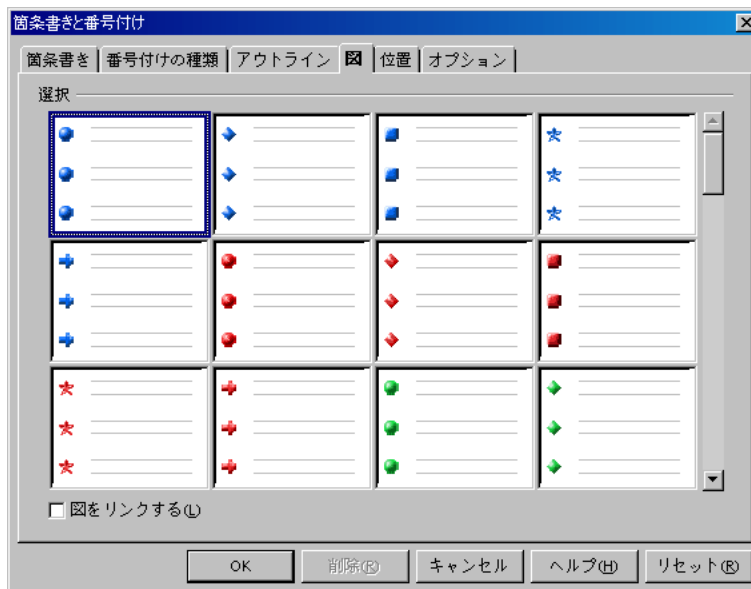 箇条書きと番号付け
箇条書き 番号付けの種類 アウトライン 図 位置 オプション
選択
図をリンクする(L)
OK 削除(R) キャンセル ヘルプ(H) リセット(R)